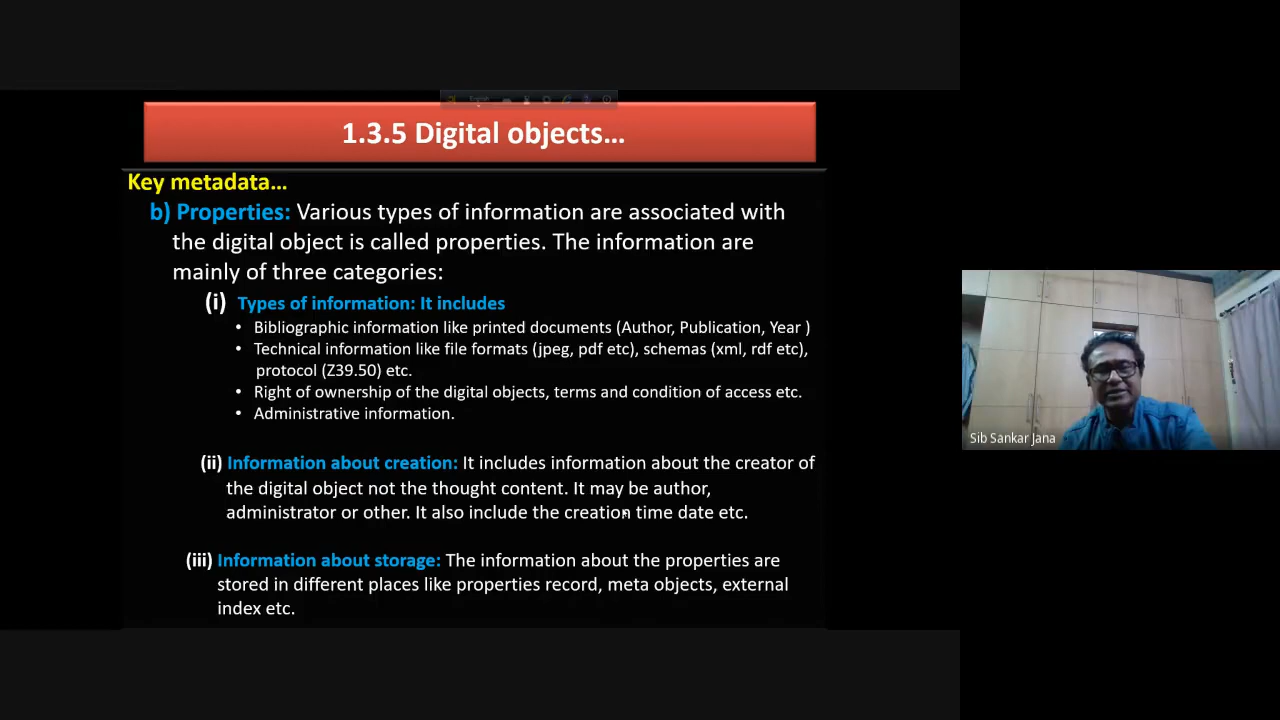 1.3.5 Digital objects…
Key metadata…
b) Properties: Various types of information are associated with
the digital object is called properties. The information are
mainly of three categories:
(i) Types of information: It includes
• Bibliographic information like printed documents (Author, Publication, Year )
• Technical information like file formats (jpeg, pdf etc), schemas (xml, rdf etc),
protocol (Z39.50) etc.
• Right of ownership of the digital objects, terms and condition of access etc.
• Administrative information.
(ii) Information about creation: It includes information about the creator of
the digital object not the thought content. It may be author,
administrator or other. It also include the creation time date etc.
(iii) Information about storage: The information about the properties are
stored in different places like properties record, meta objects, external
index etc.
Sib Sankar Jana